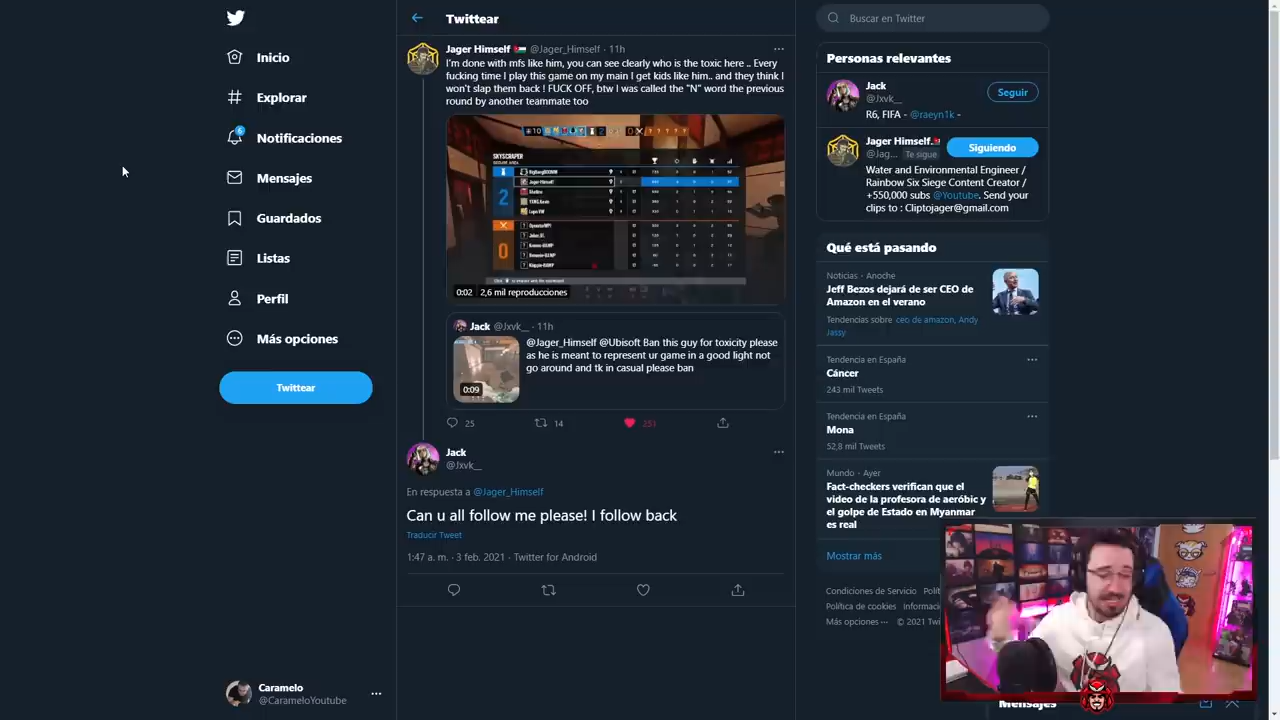 Inicio
Explorar
6
Notificaciones
Mensajes
Guardados
Listas
Perfil
Más opciones
Twittear
Caramelo
@CarameloYoutube
Twittear
Jager Himself @Jager_Himself · 11h
I'm done with mfs like him, you can see clearly who is the toxic here .. Every
fucking time I play this game on my main I get kids like him.. and they think I
won't slap them back ! FUCK OFF, btw I was called the "N" word the previous
round by another teammate too
SKYSCRAPER
2
0
0:02 2,6 mil reproducciones
Jack @Jxvk__ · 11h
@Jager_Himself @Ubisoft Ban this guy for toxicity please
as he is meant to represent ur game in a good light not
go around and tk in casual please ban
0:09
25 14
Jack
@Jxvk__
En respuesta a @Jager_Himself
Can u all follow me please! I follow back
Traducir Tweet
1:47 a. m. · 3 feb. 2021 · Twitter for Android
Buscar en Twitter
Personas relevantes
Jack
@Jxvk__
Seguir
R6, FIFA - @raeyn1k -
Jager Himself
@Jag... Te sigue
Siguiendo
Water and Environmental Engineer /
Rainbow Six Siege Content Creator /
+550,000 subs @Youtube. Send your
clips to : Cliptojager@gmail.com
Qué está pasando
Noticias · Anoche
Jeff Bezos dejará de ser CEO de
Amazon en el verano
Tendencias sobre ceo de amazon, Andy
Jassy
Tendencia en España
Cáncer
243 mil Tweets
Tendencia en España
Mona
52,8 mil Tweets
Mundo · Ayer
Fact-checkers verifican que el
video de la profesora de aeróbic y
el golpe de Estado en Myanmar
es real
Mostrar más
Condiciones de Servicio
Política de cookies
Más opciones ··· © 2021
Mensajes